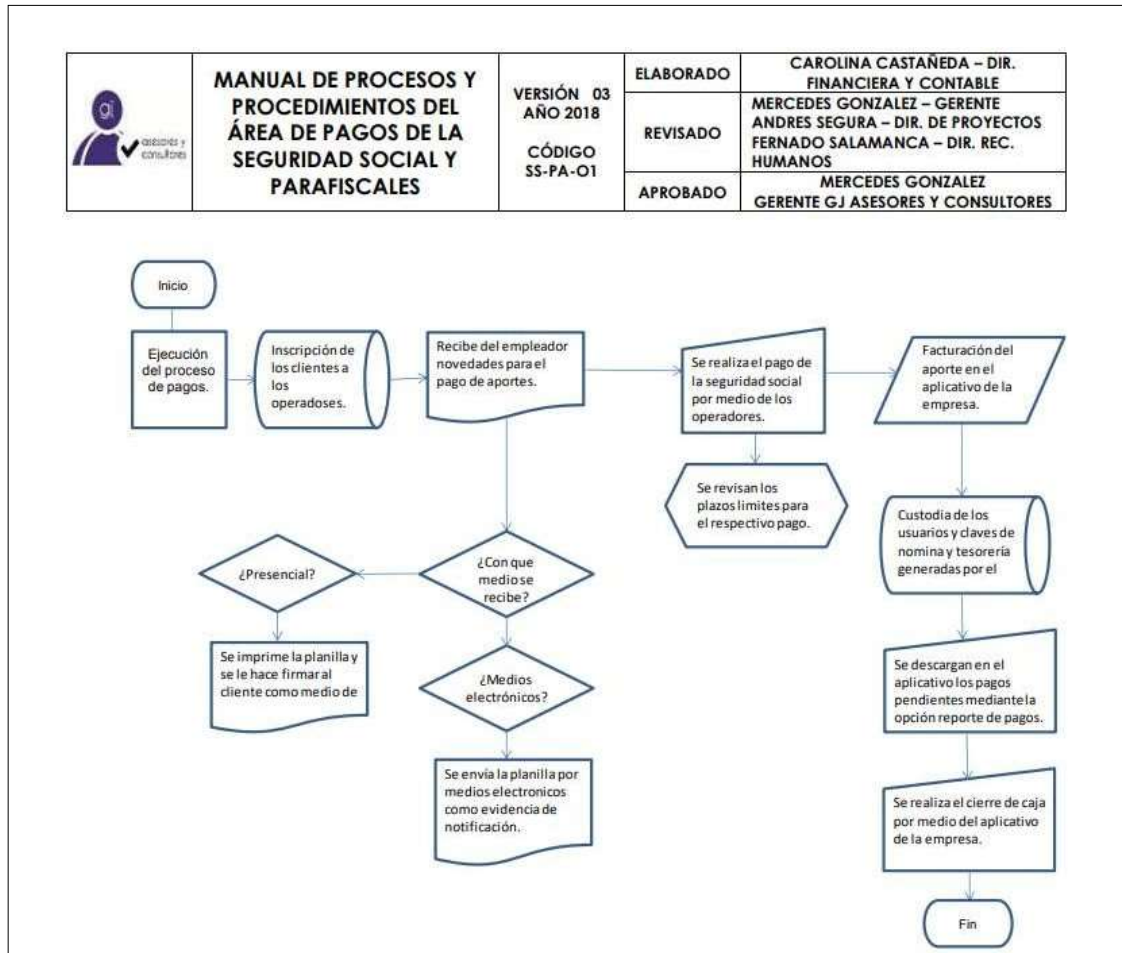 gj
asesores y
consultores
MANUAL DE PROCESOS Y
PROCEDIMIENTOS DEL
ÁREA DE PAGOS DE LA
SEGURIDAD SOCIAL Y
PARAFISCALES
VERSIÓN 03
AÑO 2018
CÓDIGO
SS-PA-O1
ELABORADO
CAROLINA CASTAÑEDA – DIR.
FINANCIERA Y CONTABLE
REVISADO
MERCEDES GONZALEZ – GERENTE
ANDRES SEGURA – DIR. DE PROYECTOS
FERNADO SALAMANCA – DIR. REC.
HUMANOS
APROBADO
MERCEDES GONZALEZ
GERENTE GJ ASESORES Y CONSULTORES
Inicio
Ejecución
del proceso
de pagos.
Inscripción de
los clientes a
los
operadoses.
Recibe del empleador
novedades para el
pago de aportes.
Se realiza el pago de
la seguridad social
por medio de los
operadores.
Facturación del
aporte en el
aplicativo de la
empresa.
Se revisan los
plazos limites para
el respectivo pago.
Custodia de los
usuarios y claves de
nomina y tesorería
generadas por el
¿Presencial?
¿Con que
medio se
recibe?
Se imprime la planilla y
se le hace firmar al
cliente como medio de
¿Medios
electrónicos?
Se descargan en el
aplicativo los pagos
pendientes mediante la
opción reporte de pagos.
Se envía la planilla por
medios electronicos
como evidencia de
notificación.
Se realiza el cierre de caja
por medio del aplicativo
de la empresa.
Fin